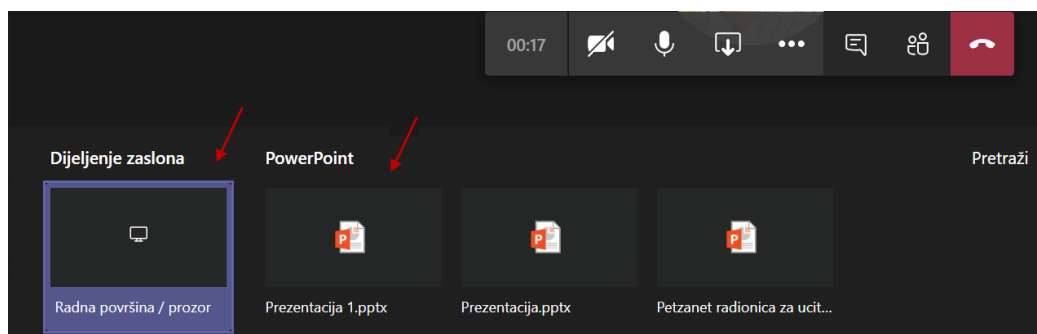 00:17
Dijeljenje zaslona
PowerPoint
Pretraži
Radna površina / prozor
Prezentacija 1.pptx
Prezentacija.pptx
Petzanet radionica za ucit...